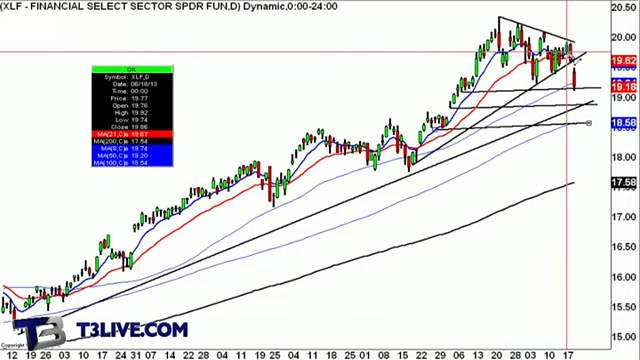 (XLF - FINANCIAL SELECT SECTOR SPDR FUN,D) Dynamic,0:00-24:00
OK
Symbol: XLF,D
Date: 06/18/13
Time: 00:00
Price: 19.77
Open: 19.76
High: 19.92
Low: 19.74
Close: 19.86
MA(21,C)= 19.67
MA(200,C)= 17.54
MA(8,C)= 19.74
MA(50,C)= 19.20
MA(100,C)= 18.54
20.50
20.00
19.62
19.18
19.00
18.58
18.00
17.58
17.00
16.50
16.00
15.50
15.00
T3 T3LIVE.COM
12 19 26 03 10 17 24 07 14 22 28 04 11 19 25 04 11 18 25 01 08 15 22 29 06 13 20 28 03 10